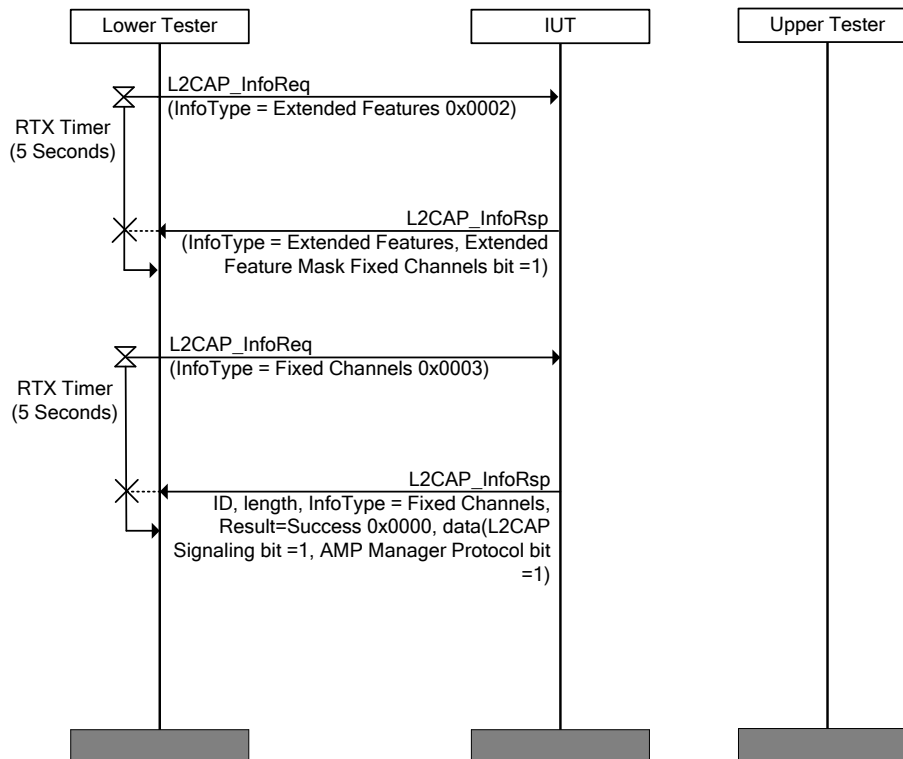 Lower Tester
IUT
Upper Tester
L2CAP_InfoReq
(InfoType = Extended Features 0x0002)
RTX Timer
(5 Seconds)
L2CAP_InfoRsp
(InfoType = Extended Features, Extended
Feature Mask Fixed Channels bit =1)
L2CAP_InfoReq
(InfoType = Fixed Channels 0x0003)
RTX Timer
(5 Seconds)
L2CAP_InfoRsp
ID, length, InfoType = Fixed Channels,
Result=Success 0x0000, data(L2CAP
Signaling bit =1, AMP Manager Protocol bit
=1)